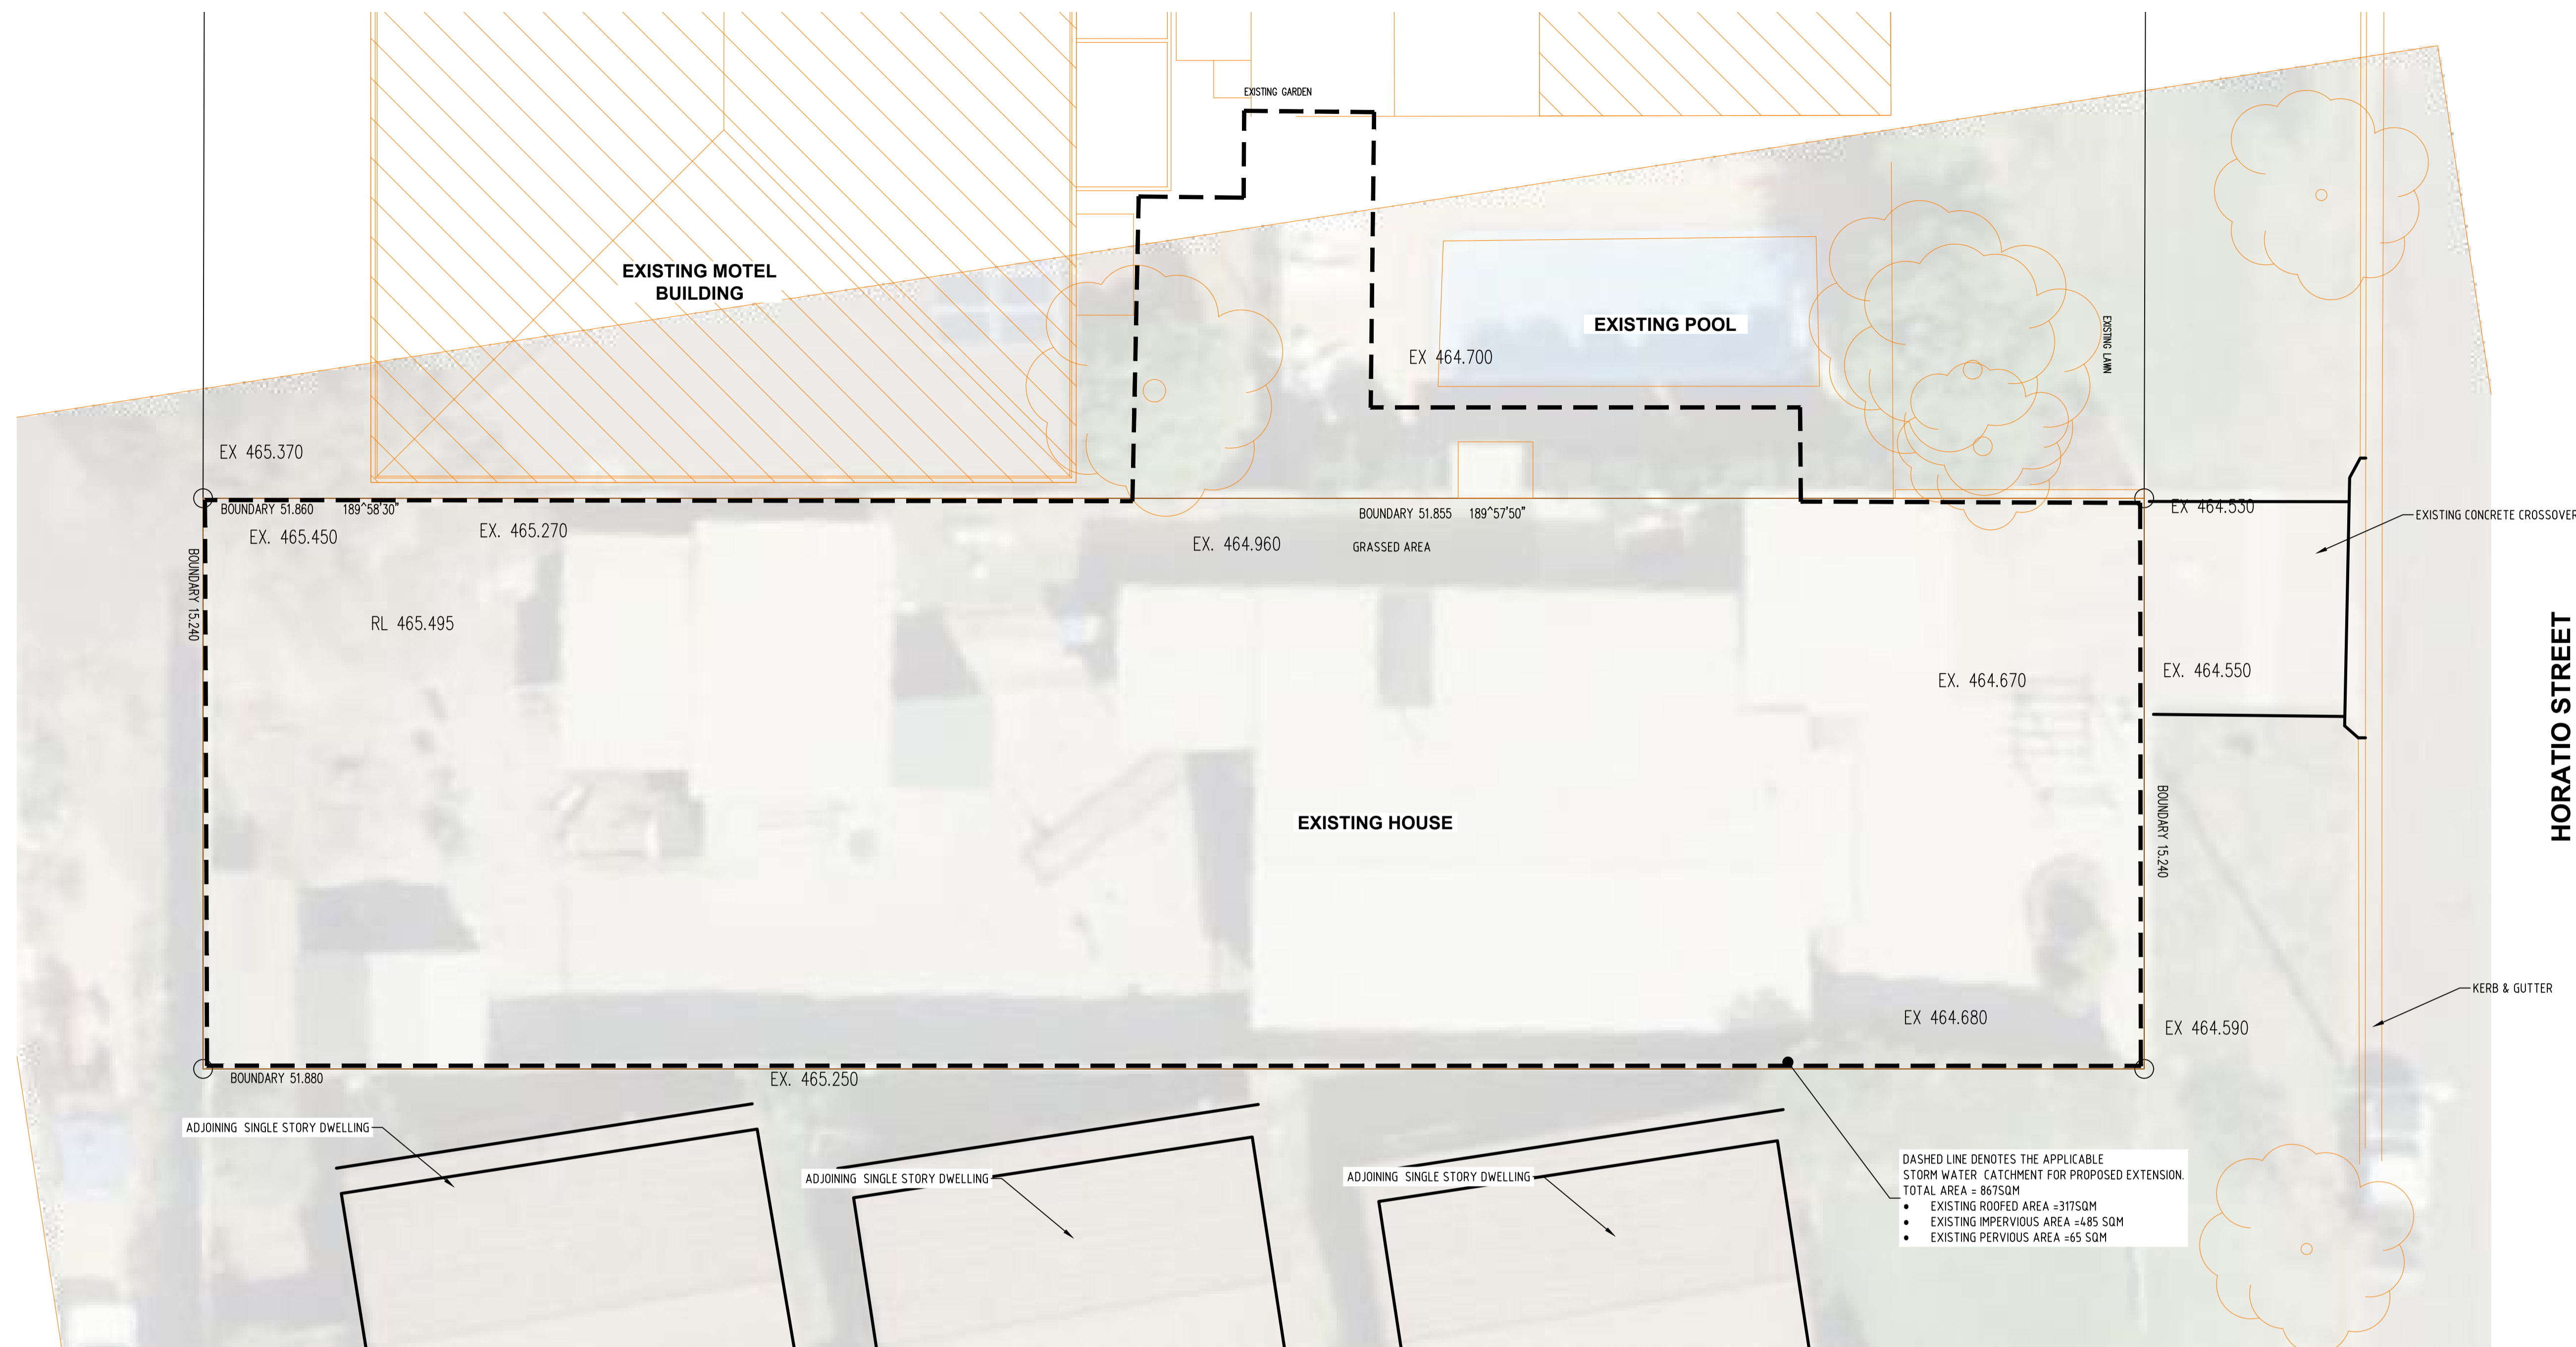 EXISTING GARDEN
EXISTING MOTEL
BUILDING
EXISTING POOL
EX 464.700
EXISTING LAWN
EX 465.370
BOUNDARY 51.860 189^58'30"
EX. 465.450
EX. 465.270
BOUNDARY 51.855 189^57'50"
EX. 464.960
GRASSED AREA
EX 464.530
EXISTING CONCRETE CROSSOVER
BOUNDARY 15.240
RL 465.495
EX. 464.670
EX. 464.550
HORATIO STREET
EXISTING HOUSE
BOUNDARY 15.240
KERB & GUTTER
EX 464.680
EX 464.590
BOUNDARY 51.880
EX. 465.250
ADJOINING SINGLE STORY DWELLING
ADJOINING SINGLE STORY DWELLING
ADJOINING SINGLE STORY DWELLING
DASHED LINE DENOTES THE APPLICABLE
STORM WATER CATCHMENT FOR PROPOSED EXTENSION.
TOTAL AREA = 867SQM
• EXISTING ROOFED AREA =317SQM
• EXISTING IMPERVIOUS AREA =485 SQM
• EXISTING PERVIOUS AREA =65 SQM